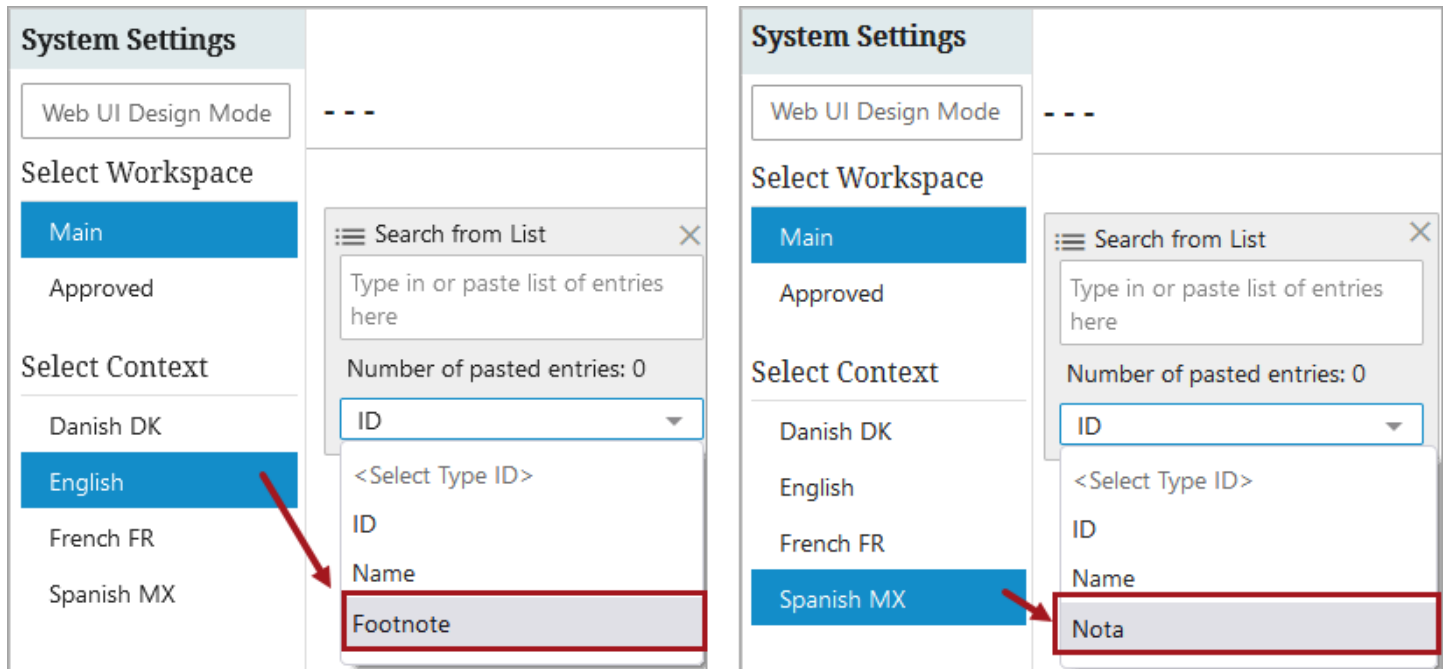 System Settings
Web UI Design Mode
- - -
Select Workspace
Main
Approved
Select Context
Danish DK
English
French FR
Spanish MX
Search from List
Type in or paste list of entries
here
Number of pasted entries: 0
ID
<Select Type ID>
ID
Name
Footnote
System Settings
Web UI Design Mode
- - -
Select Workspace
Main
Approved
Select Context
Danish DK
English
French FR
Spanish MX
Search from List
Type in or paste list of entries
here
Number of pasted entries: 0
ID
<Select Type ID>
ID
Name
Nota